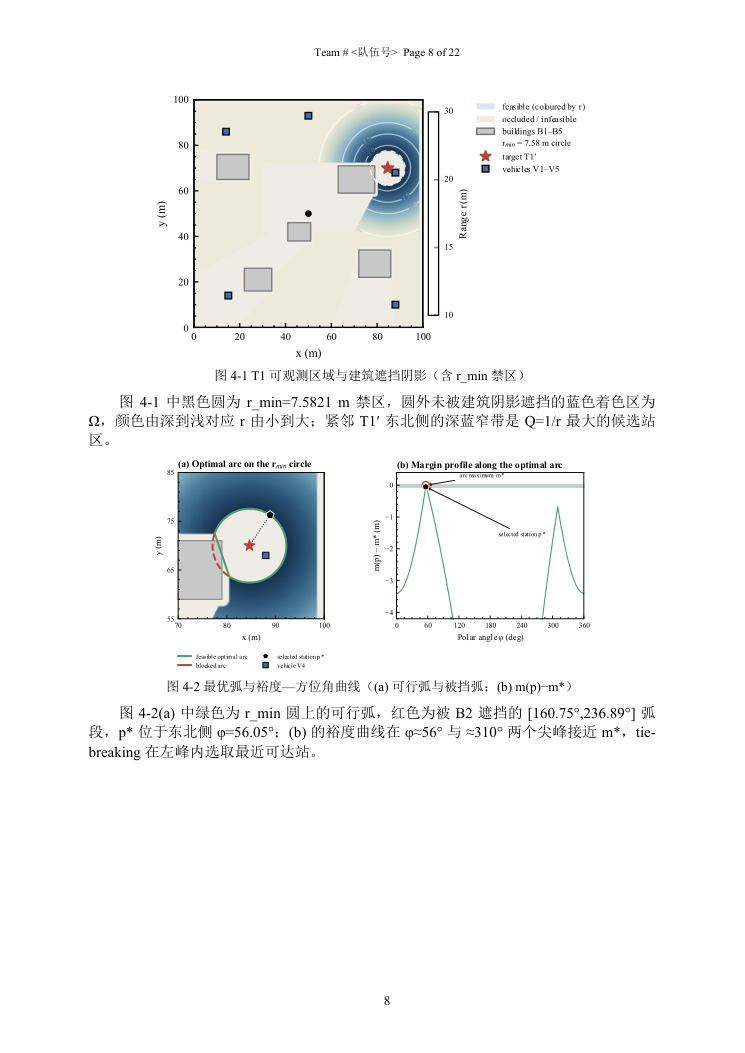 Team # <队伍号> Page 8 of 22
100
80
60
40
20
0
y (m)
0 20 40 60 80 100
x (m)
30
20
15
10
Range r (m)
feasible (coloured by r)
occluded / infeasible
buildings B1–B5
rmin = 7.58 m circle
target T1′
vehicles V1–V5
图 4-1 T1 可观测区域与建筑遮挡阴影（含 r_min 禁区）
图 4-1 中黑色圆为 r_min=7.5821 m 禁区，圆外未被建筑阴影遮挡的蓝色着色区为
Ω，颜色由深到浅对应 r 由小到大；紧邻 T1′ 东北侧的深蓝窄带是 Q=1/r 最大的候选站
区。
(a) Optimal arc on the rmin circle
85
75
65
55
y (m)
70 80 90 100
x (m)
feasible optimal arc
selected station p*
blocked arc
vehicle V4
(b) Margin profile along the optimal arc
arc maximum m*
selected station p*
0
−1
−2
−3
−4
m(p) − m* (m)
0 60 120 180 240 300 360
Polar angle φ (deg)
图 4-2 最优弧与裕度—方位角曲线（(a) 可行弧与被挡弧；(b) m(p)−m*）
图 4-2(a) 中绿色为 r_min 圆上的可行弧，红色为被 B2 遮挡的 [160.75°,236.89°] 弧
段，p* 位于东北侧 φ=56.05°；(b) 的裕度曲线在 φ≈56° 与 ≈310° 两个尖峰接近 m*，tie-
breaking 在左峰内选取最近可达站。
8